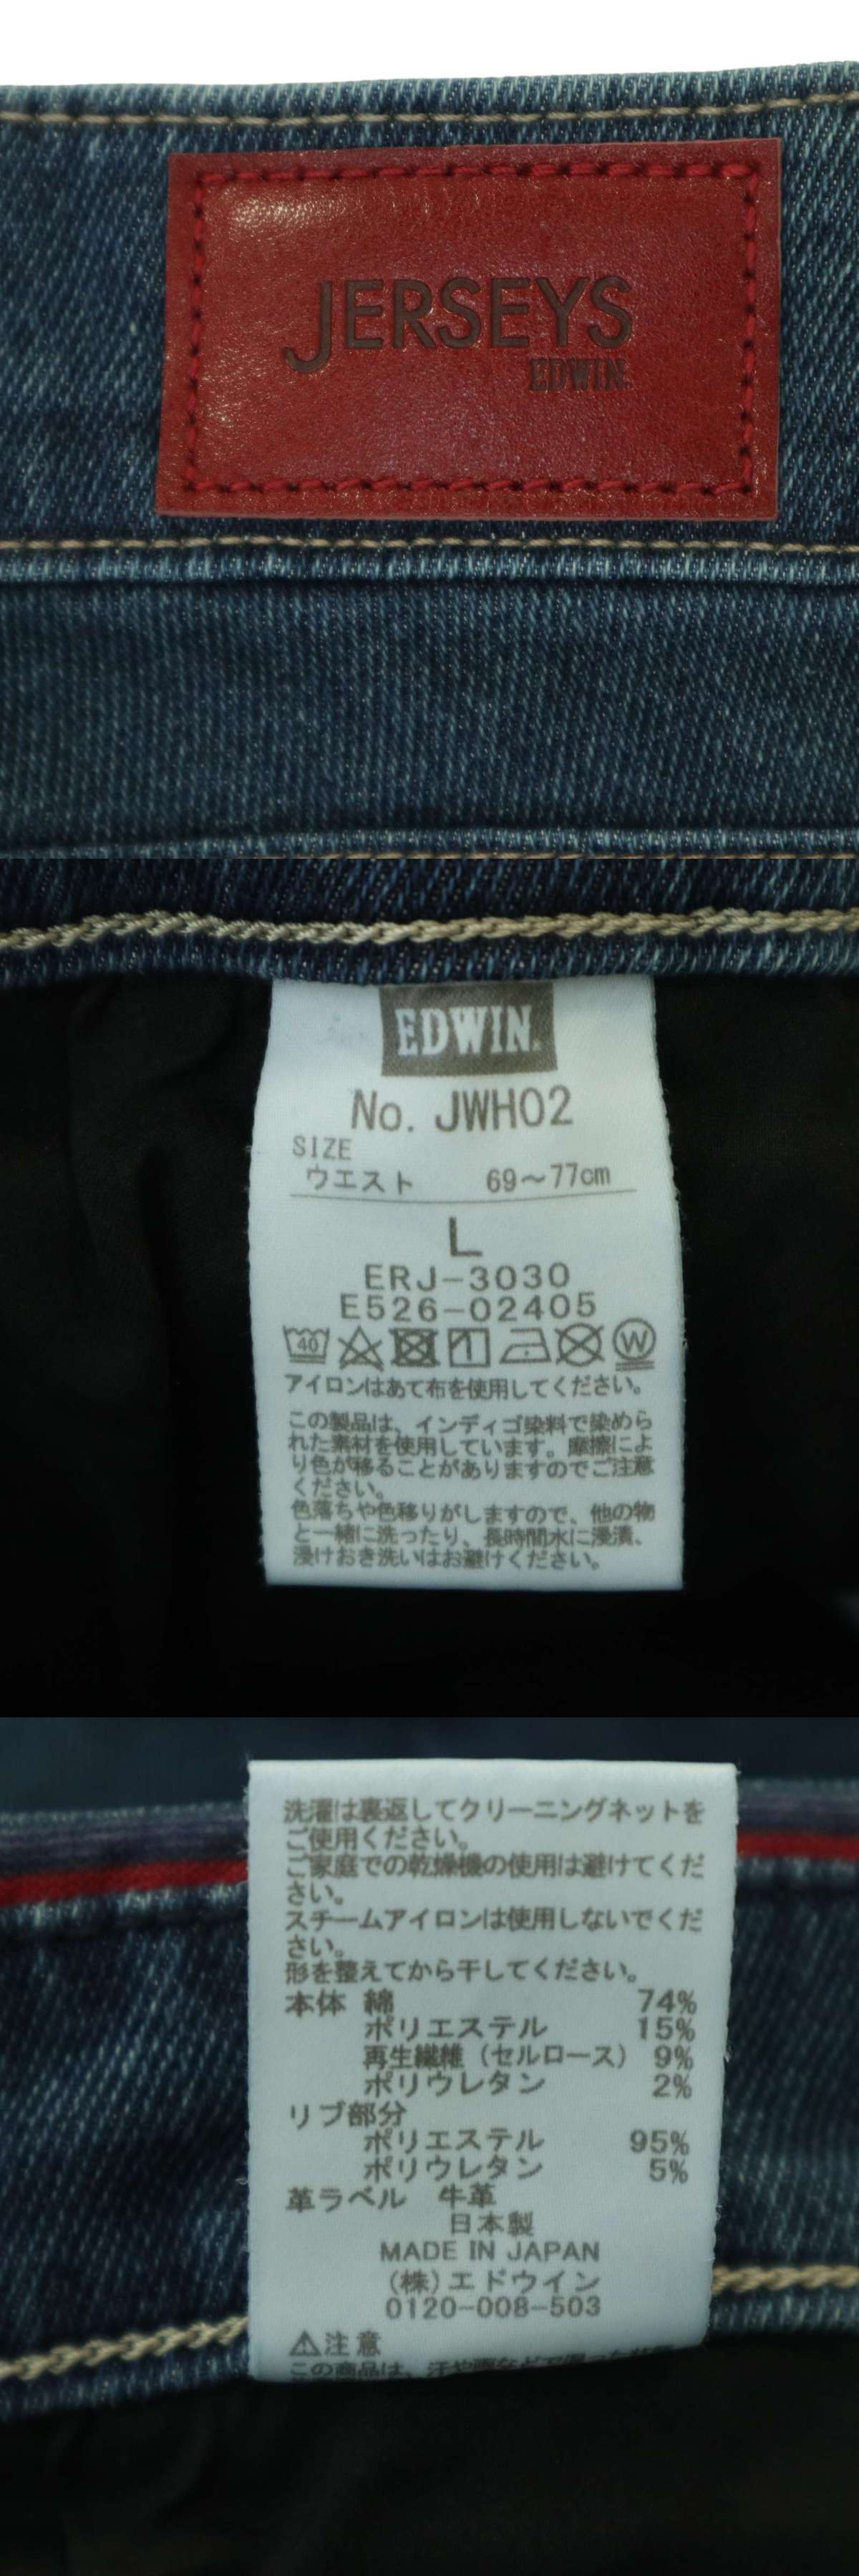 JERSEYS
EDWIN
EDWIN
No. JWH02
SIZE
ウエスト 69〜77cm
L
ERJ-3030
E526-02405
40 W
アイロンはあて布を使用してください。
この製品は、インディゴ染料で染めら
れた素材を使用しています。摩擦によ
り色が移ることがありますのでご注意
ください。
色落ちや色移りがしますので、他の物
と一緒に洗ったり、長時間水に浸漬、
浸けおき洗いはお避けください。
洗濯は裏返してクリーニングネットを
ご使用ください。
ご家庭での乾燥機の使用は避けてくだ
さい。
スチームアイロンは使用しないでくだ
さい。
形を整えてから干してください。
本体 綿 74%
ポリエステル 15%
再生繊維（セルロース） 9%
ポリウレタン 2%
リブ部分
ポリエステル 95%
ポリウレタン 5%
革ラベル 牛革
日本製
MADE IN JAPAN
(株)エドウイン
0120-008-503
⚠注意
この商品は、汗や雨などで湿った